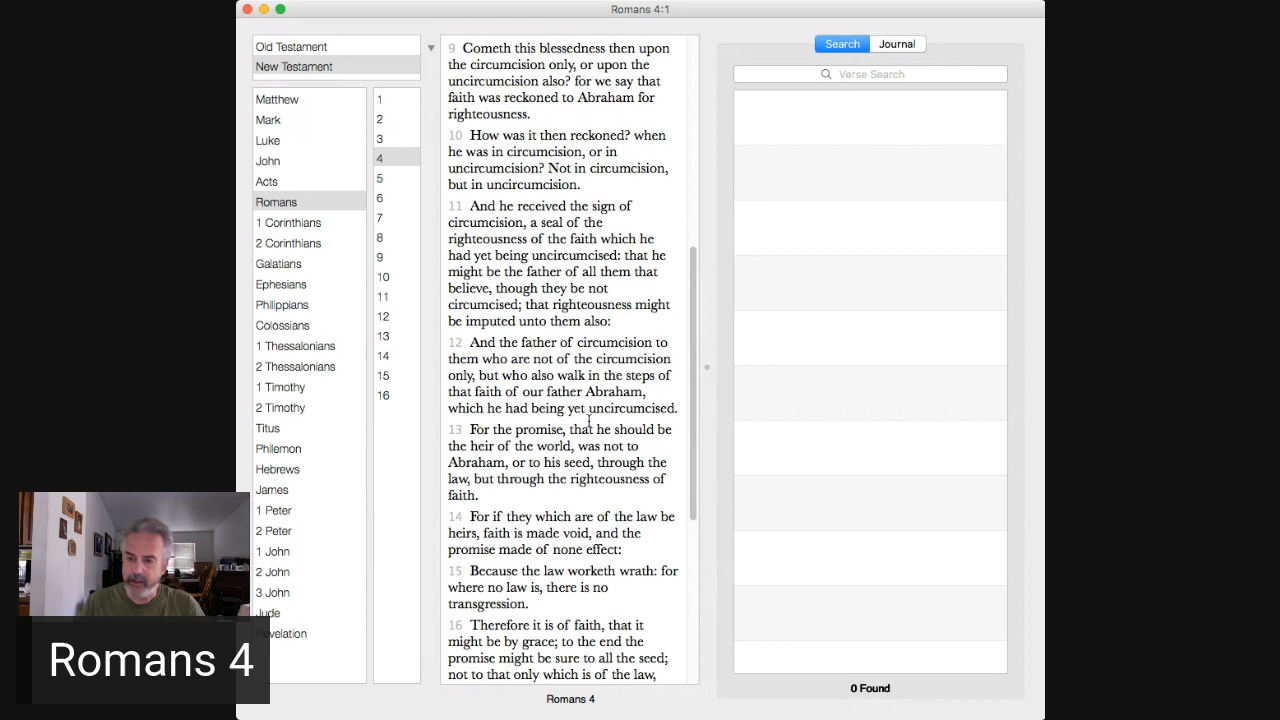 Romans 4:1
Old Testament
New Testament
Matthew
Mark
Luke
John
Acts
Romans
1 Corinthians
2 Corinthians
Galatians
Ephesians
Philippians
Colossians
1 Thessalonians
2 Thessalonians
1 Timothy
2 Timothy
Titus
Philemon
Hebrews
James
1 Peter
2 Peter
1 John
2 John
3 John
Jude
Revelation
1
2
3
4
5
6
7
8
9
10
11
12
13
14
15
16
9 Cometh this blessedness then upon
the circumcision only, or upon the
uncircumcision also? for we say that
faith was reckoned to Abraham for
righteousness.
10 How was it then reckoned? when
he was in circumcision, or in
uncircumcision? Not in circumcision,
but in uncircumcision.
11 And he received the sign of
circumcision, a seal of the
righteousness of the faith which he
had yet being uncircumcised: that he
might be the father of all them that
believe, though they be not
circumcised; that righteousness might
be imputed unto them also:
12 And the father of circumcision to
them who are not of the circumcision
only, but who also walk in the steps of
that faith of our father Abraham,
which he had being yet uncircumcised.
13 For the promise, that he should be
the heir of the world, was not to
Abraham, or to his seed, through the
law, but through the righteousness of
faith.
14 For if they which are of the law be
heirs, faith is made void, and the
promise made of none effect:
15 Because the law worketh wrath: for
where no law is, there is no
transgression.
16 Therefore it is of faith, that it
might be by grace; to the end the
promise might be sure to all the seed;
not to that only which is of the law,
Romans 4
Search
Journal
Verse Search
0 Found
Romans 4